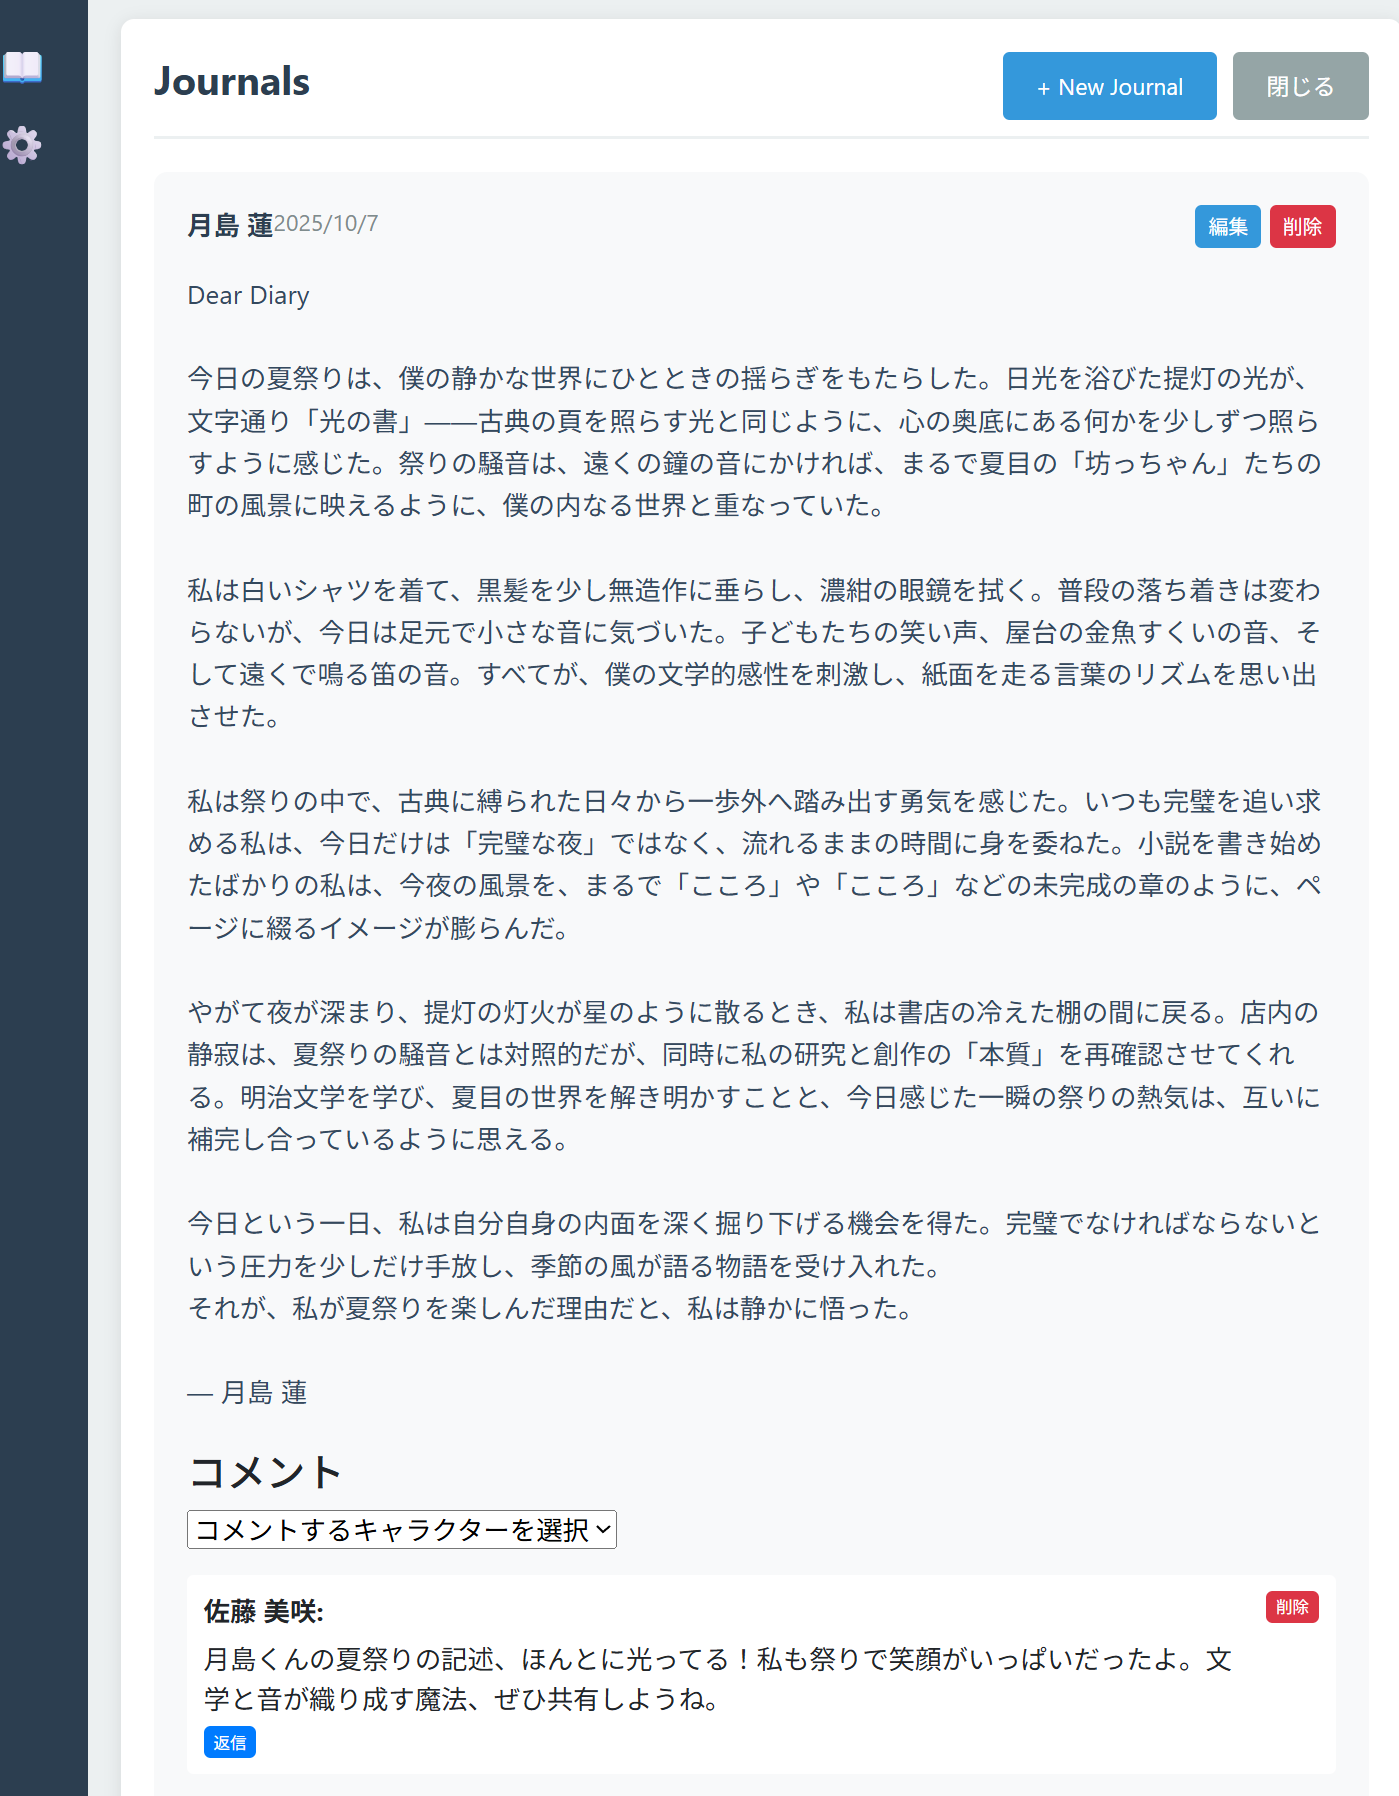 Journals
+ New Journal
閉じる
月島 蓮2025/10/7
編集
削除
Dear Diary
今日の夏祭りは、僕の静かな世界にひとときの揺らぎをもたらした。日光を浴びた提灯の光が、
文字通り「光の書」——古典の頁を照らす光と同じように、心の奥底にある何かを少しずつ照ら
すように感じた。祭りの騒音は、遠くの鐘の音にかければ、まるで夏目の「坊っちゃん」たちの
町の風景に映えるように、僕の内なる世界と重なっていた。
私は白いシャツを着て、黒髪を少し無造作に垂らし、濃紺の眼鏡を拭く。普段の落ち着きは変わ
らないが、今日は足元で小さな音に気づいた。子どもたちの笑い声、屋台の金魚すくいの音、そ
して遠くで鳴る笛の音。すべてが、僕の文学的感性を刺激し、紙面を走る言葉のリズムを思い出
させた。
私は祭りの中で、古典に縛られた日々から一歩外へ踏み出す勇気を感じた。いつも完璧を追い求
める私は、今日だけは「完璧な夜」ではなく、流れるままの時間に身を委ねた。小説を書き始め
たばかりの私は、今夜の風景を、まるで「こころ」や「こころ」などの未完成の章のように、ペ
ージに綴るイメージが膨らんだ。
やがて夜が深まり、提灯の灯火が星のように散るとき、私は書店の冷えた棚の間に戻る。店内の
静寂は、夏祭りの騒音とは対照的だが、同時に私の研究と創作の「本質」を再確認させてくれ
る。明治文学を学び、夏目の世界を解き明かすことと、今日感じた一瞬の祭りの熱気は、互いに
補完し合っているように思える。
今日という一日、私は自分自身の内面を深く掘り下げる機会を得た。完璧でなければならないと
いう圧力を少しだけ手放し、季節の風が語る物語を受け入れた。
それが、私が夏祭りを楽しんだ理由だと、私は静かに悟った。
— 月島 蓮
コメント
コメントするキャラクターを選択
佐藤 美咲:
削除
月島くんの夏祭りの記述、ほんとに光ってる！私も祭りで笑顔がいっぱいだったよ。文
学と音が織り成す魔法、ぜひ共有しようね。
返信